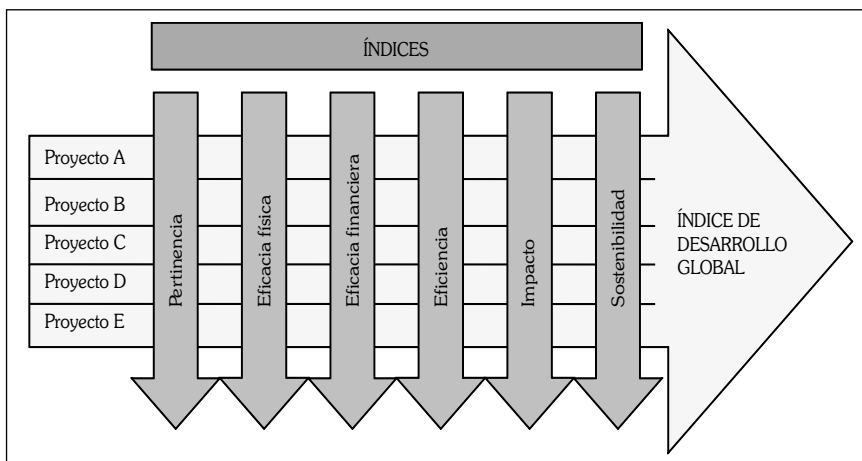 ÍNDICES
Proyecto A
Proyecto B
Proyecto C
Proyecto D
Proyecto E
Pertinencia
Eficacia física
Eficacia financiera
Eficiencia
Impacto
Sostenibilidad
ÍNDICE DE
DESARROLLO
GLOBAL